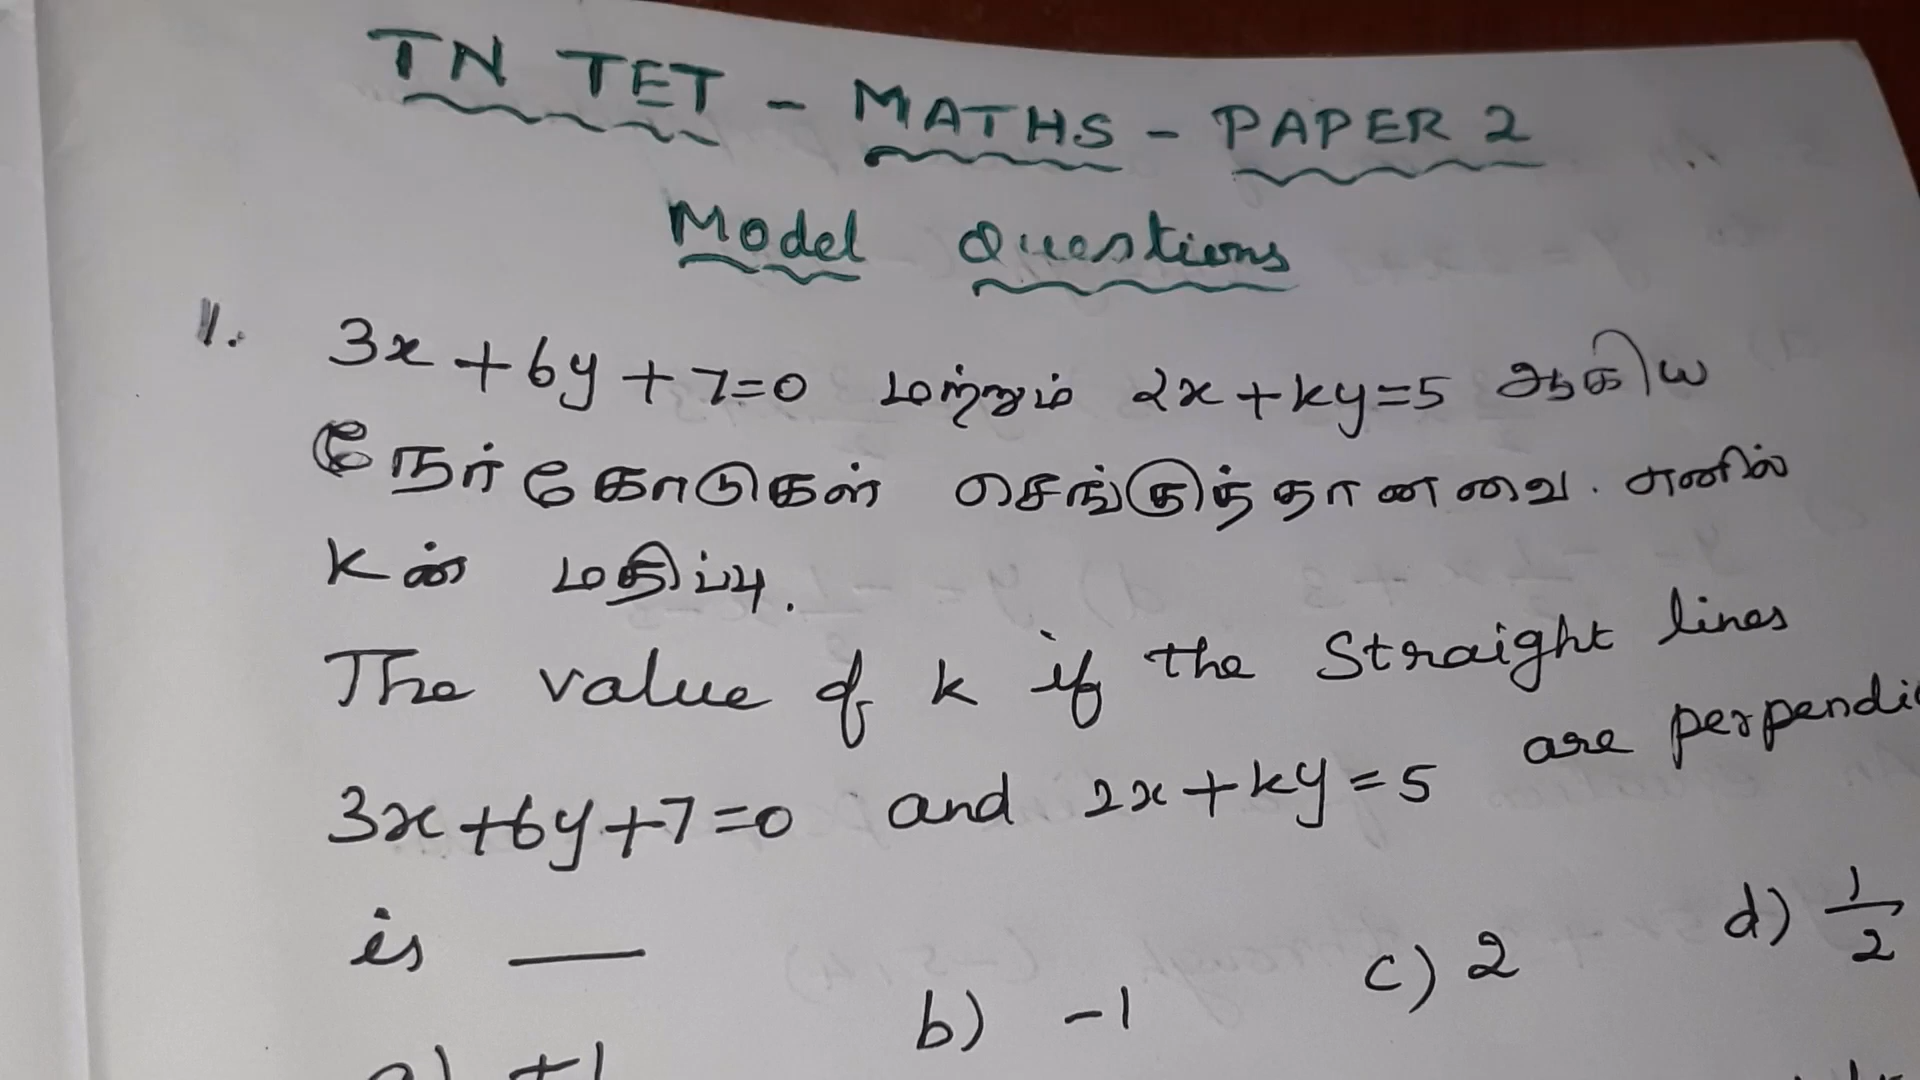 TN TET - MATHS - PAPER 2
Model Questions
1. 3x + 6y + 7=0 மற்றும் 2x + ky=5 ஆகிய
நேர்கோடுகள் செங்குத்தானவை. எனில்
k ன் மதிப்பு.
The value of k if the Straight lines
3x+6y+7=0 and 2x+ky=5 are perpendic
is —
a) +1 b) -1 c) 2 d) 1/2